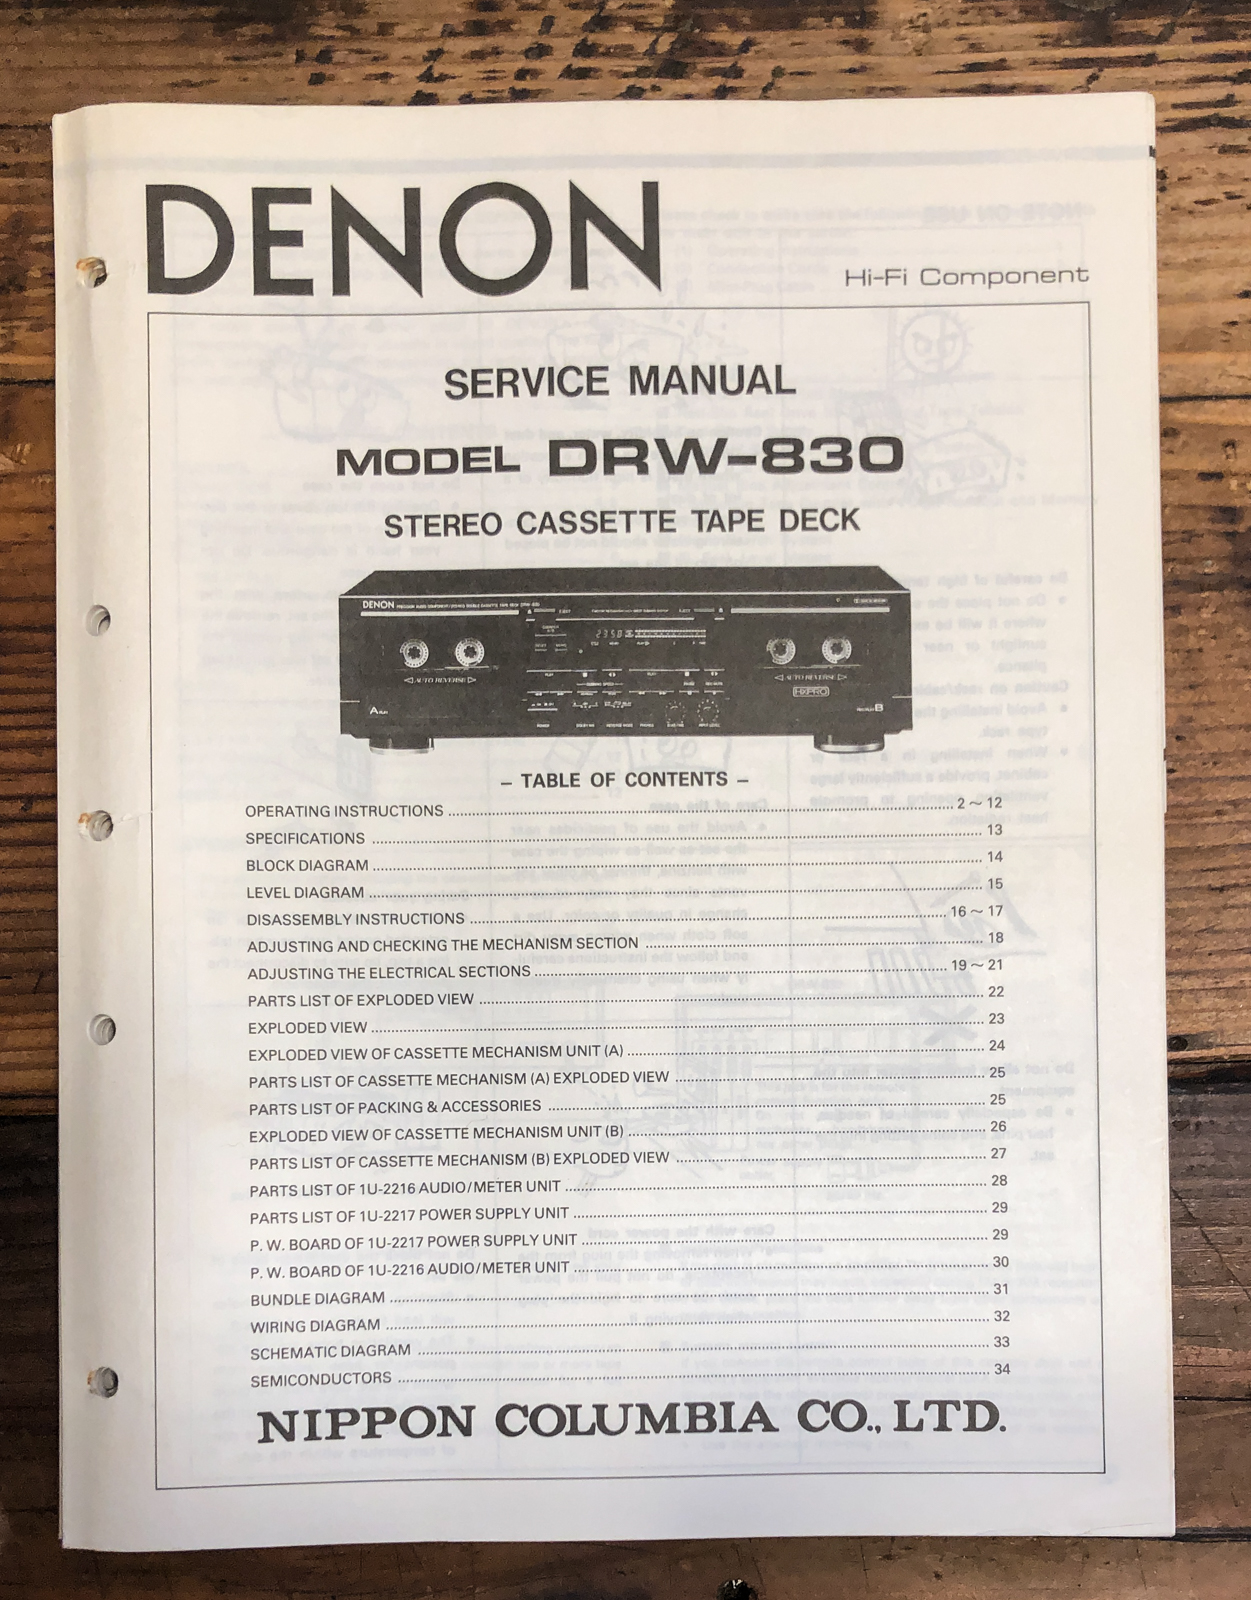 DENON
Hi-Fi Component
SERVICE MANUAL
MODEL DRW-830
STEREO CASSETTE TAPE DECK
DENON
AUTO REVERSE
AUTO REVERSE
HXPRO
A
B
– TABLE OF CONTENTS –
OPERATING INSTRUCTIONS 2 ~ 12
SPECIFICATIONS 13
BLOCK DIAGRAM 14
LEVEL DIAGRAM 15
DISASSEMBLY INSTRUCTIONS 16 ~ 17
ADJUSTING AND CHECKING THE MECHANISM SECTION 18
ADJUSTING THE ELECTRICAL SECTIONS 19 ~ 21
PARTS LIST OF EXPLODED VIEW 22
EXPLODED VIEW 23
EXPLODED VIEW OF CASSETTE MECHANISM UNIT (A) 24
PARTS LIST OF CASSETTE MECHANISM (A) EXPLODED VIEW 25
PARTS LIST OF PACKING & ACCESSORIES 25
EXPLODED VIEW OF CASSETTE MECHANISM UNIT (B) 26
PARTS LIST OF CASSETTE MECHANISM (B) EXPLODED VIEW 27
PARTS LIST OF 1U-2216 AUDIO/METER UNIT 28
PARTS LIST OF 1U-2217 POWER SUPPLY UNIT 29
P. W. BOARD OF 1U-2217 POWER SUPPLY UNIT 29
P. W. BOARD OF 1U-2216 AUDIO/METER UNIT 30
BUNDLE DIAGRAM 31
WIRING DIAGRAM 32
SCHEMATIC DIAGRAM 33
SEMICONDUCTORS 34
NIPPON COLUMBIA CO., LTD.